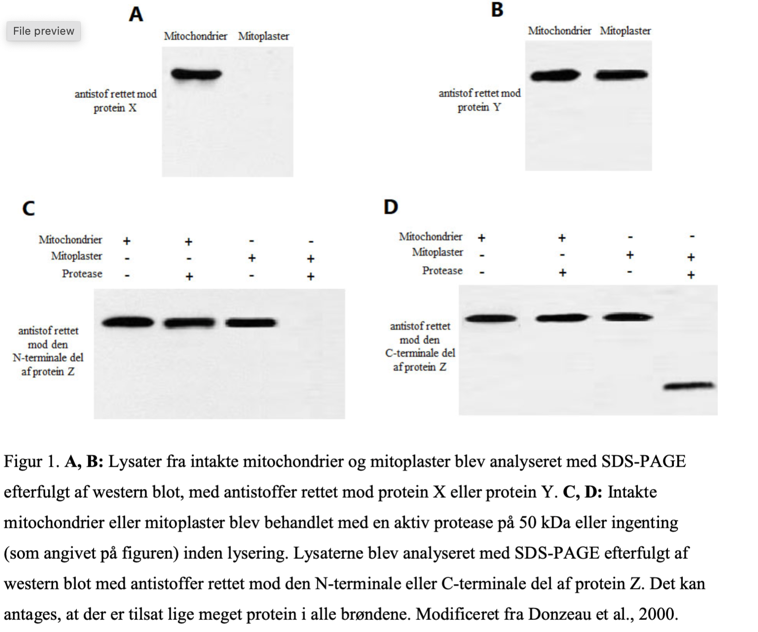 File preview
A
Mitochondrier Mitoplaster
antistof rettet mod
protein X
B
Mitochondrier Mitoplaster
antistof rettet mod
protein Y
C
Mitochondrier + + - -
Mitoplaster - - + +
Protease - + - +
antistof rettet
mod den
N-terminale del
af protein Z
D
Mitochondrier + + - -
Mitoplaster - - + +
Protease - + - +
antistof rettet
mod den
C-terminale del
af protein Z
Figur 1. A, B: Lysater fra intakte mitochondrier og mitoplaster blev analyseret med SDS-PAGE
efterfulgt af western blot, med antistoffer rettet mod protein X eller protein Y. C, D: Intakte
mitochondrier eller mitoplaster blev behandlet med en aktiv protease på 50 kDa eller ingenting
(som angivet på figuren) inden lysering. Lysaterne blev analyseret med SDS-PAGE efterfulgt af
western blot med antistoffer rettet mod den N-terminale eller C-terminale del af protein Z. Det kan
antages, at der er tilsat lige meget protein i alle brøndene. Modificeret fra Donzeau et al., 2000.